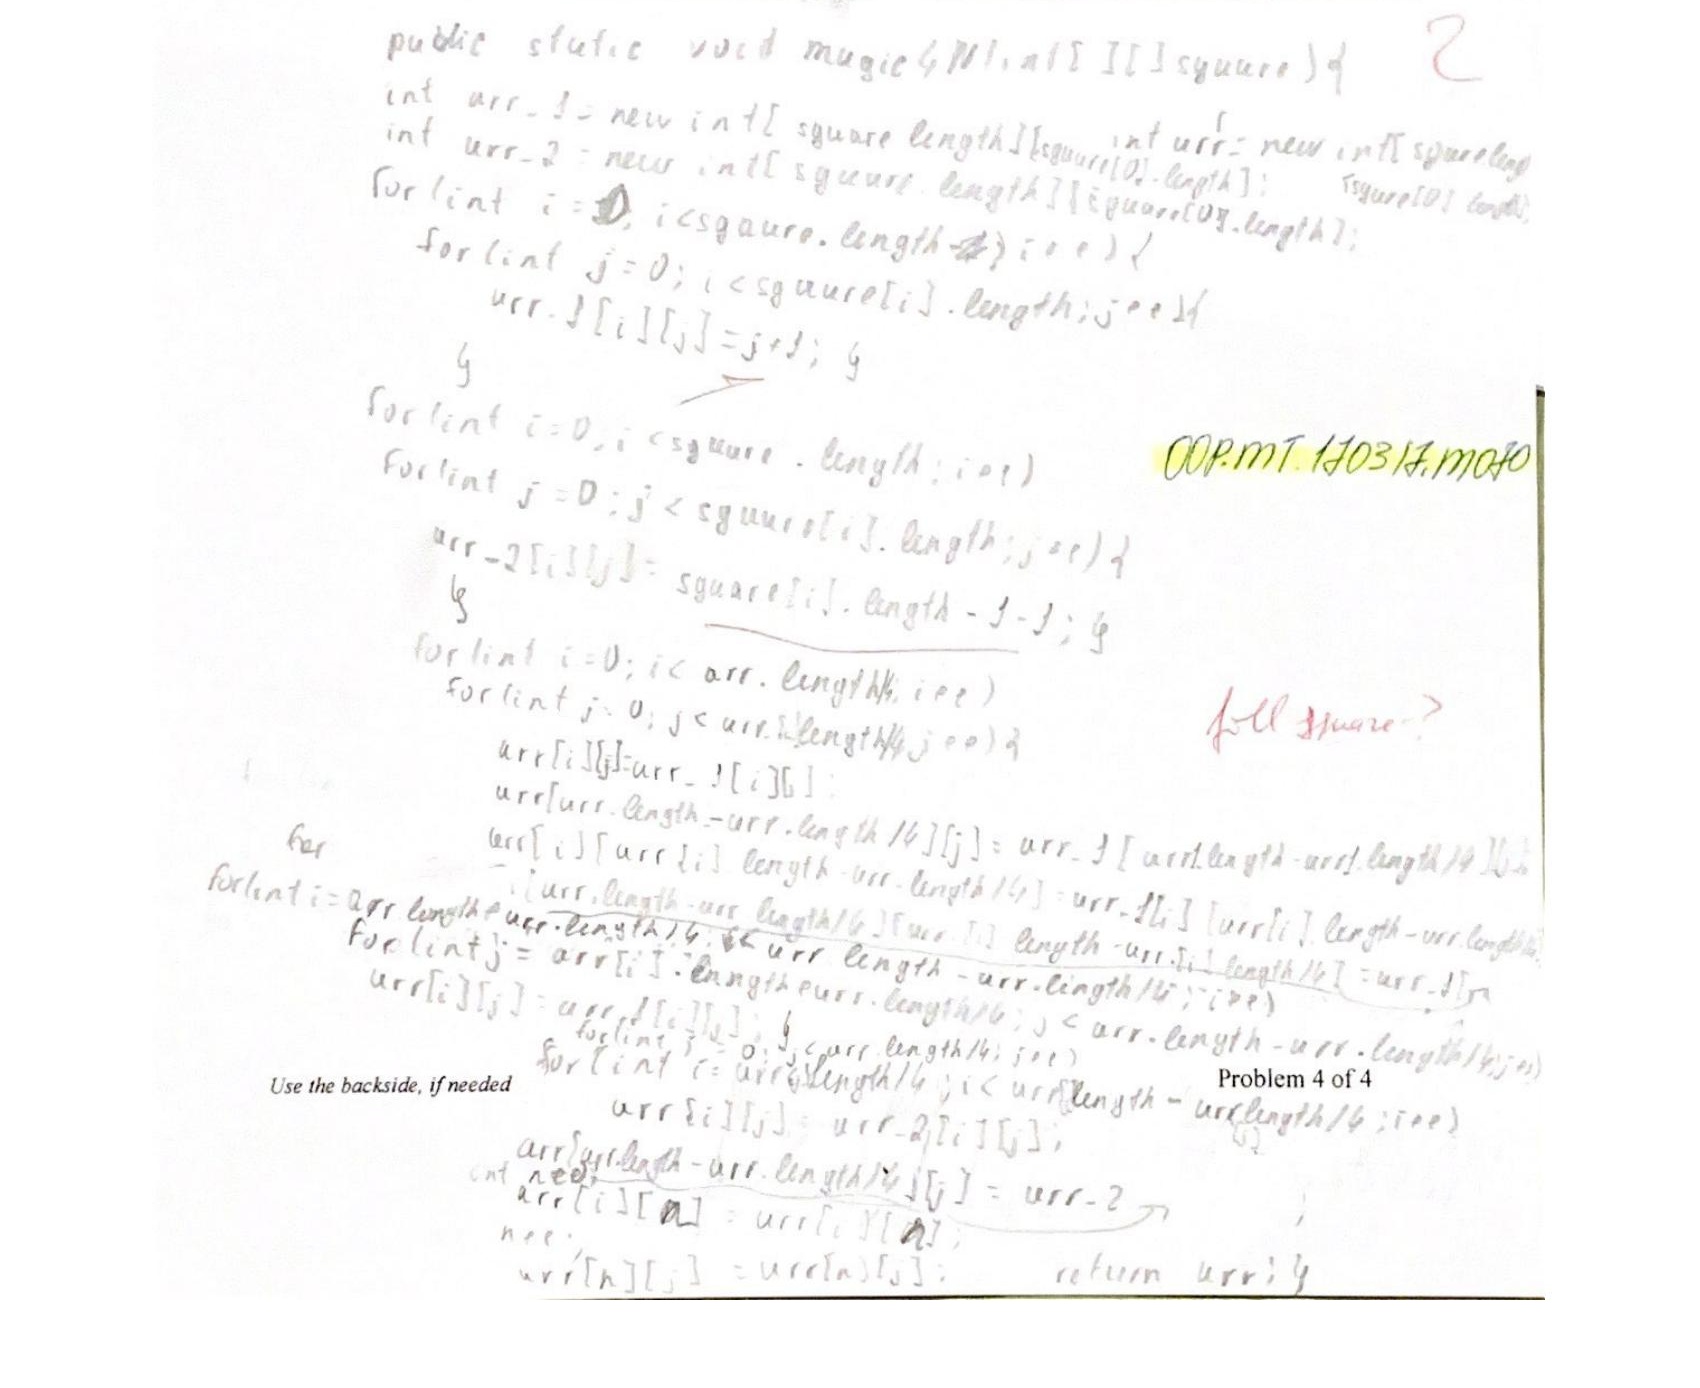 public static void magic4N(int[][] square){ 2
int arr_1 = new int[square length][square[0].length]; int arr = new int[square leng
[square[0] length];
int arr_2 = new int[square.length][square[0].length];
for(int i = 0; i < sqaure.length; i++){
for(int j = 0; i < square[i].length; j++){
arr_1[i][j] = j+1; }
}
for(int i = 0; i < square.length; i++)
OOP.MT.170317.M070
for(int j = 0; j < square[i].length; j++){
arr_2[i][j] = square[i].length - 1 - 1; }
}
for(int i = 0; i < arr.length/4; i++)
full square?
for(int j = 0; j < arr. length/4; j++){
arr[i][j] = arr_1[i][j];
arr[arr.length - arr.length/4][j] = arr_1[arr.length - arr.length/4]
arr[i][arr[i].length - arr.length/4] = arr_1[i][arr[i].length - arr.length/4
for
[arr.length - arr length/4][arr.[i] length - arr.[i] length/4] = arr_1[
for(int i = arr.length + arr.length/4; i < arr length - arr.length/4; i++)
for(int j = arr[i].length + arr.length/4; j < arr.length - arr.length/4; j++)
arr[i][j] = arr_1[i][j]; }
for(int j = 0; j < arr.length/4; j++)
for(int i = arr length/4; i < arr length - arr length/4; i++)
Use the backside, if needed
Problem 4 of 4
arr[i][j] = arr_2[i][j];
arr[arr.length - arr.length/4][j] = arr_2
int
arr[i][n] = arr[i][n];
n++;
arr[n][j] = arr[n][j]; return arr; }